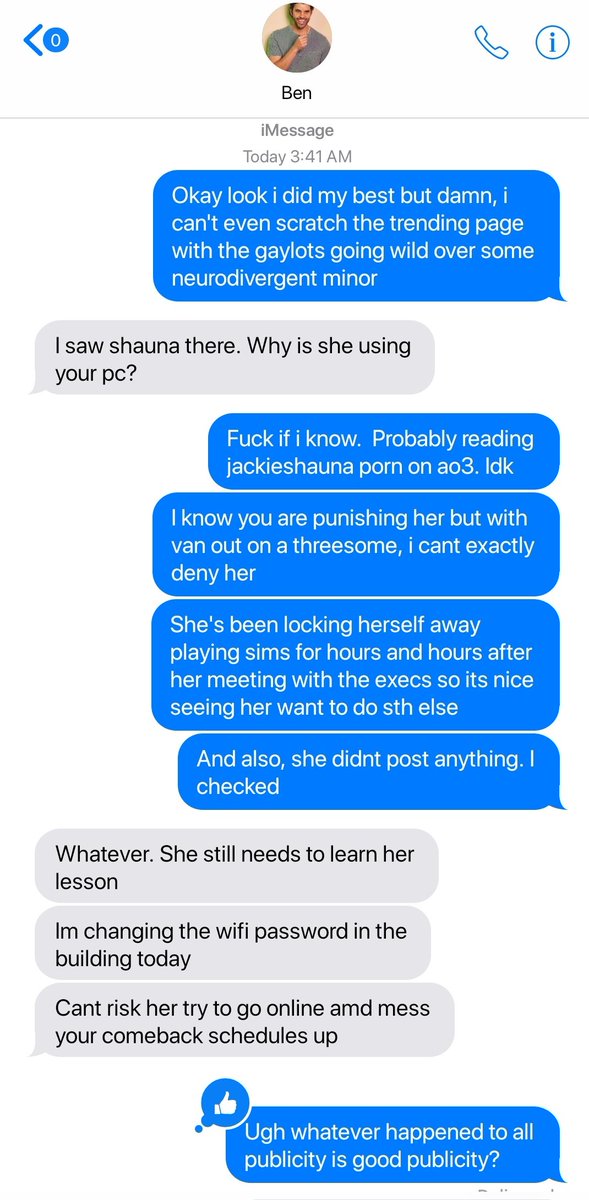 0
Ben
iMessage
Today 3:41 AM
Okay look i did my best but damn, i
can't even scratch the trending page
with the gaylots going wild over some
neurodivergent minor
I saw shauna there. Why is she using
your pc?
Fuck if i know.  Probably reading
jackieshauna porn on ao3. Idk
I know you are punishing her but with
van out on a threesome, i cant exactly
deny her
She's been locking herself away
playing sims for hours and hours after
her meeting with the execs so its nice
seeing her want to do sth else
And also, she didnt post anything. I
checked
Whatever. She still needs to learn her
lesson
Im changing the wifi password in the
building today
Cant risk her try to go online amd mess
your comeback schedules up
Ugh whatever happened to all
publicity is good publicity?